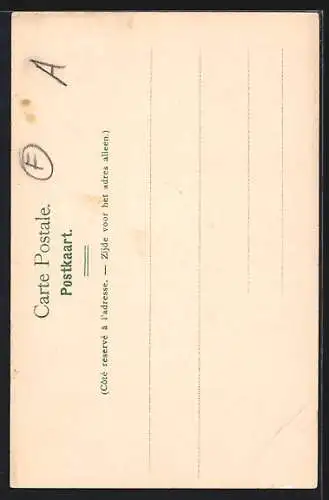 A
F
Carte Postale.
Postkaart.
(Côté reservé à l'adresse. — Zijde voor het adres alleen.)